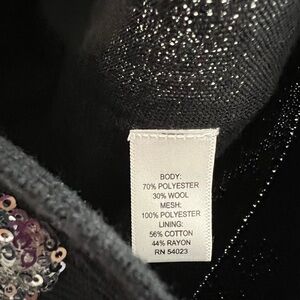 BODY:
70% POLYESTER
30% WOOL
MESH:
100% POLYESTER
LINING:
56% COTTON
44% RAYON
RN 54023